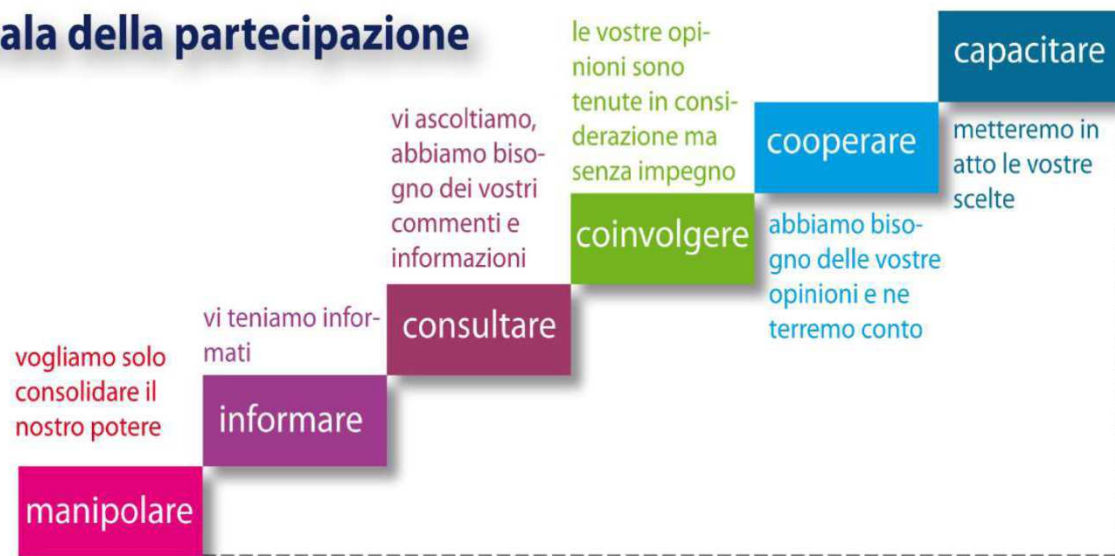 ala della partecipazione
vogliamo solo
consolidare il
nostro potere
manipolare
vi teniamo infor-
mati
informare
vi ascoltiamo,
abbiamo biso-
gno dei vostri
commenti e
informazioni
consultare
le vostre opi-
nioni sono
tenute in consi-
derazione ma
senza impegno
coinvolgere
cooperare
abbiamo biso-
gno delle vostre
opinioni e ne
terremo conto
capacitare
metteremo in
atto le vostre
scelte